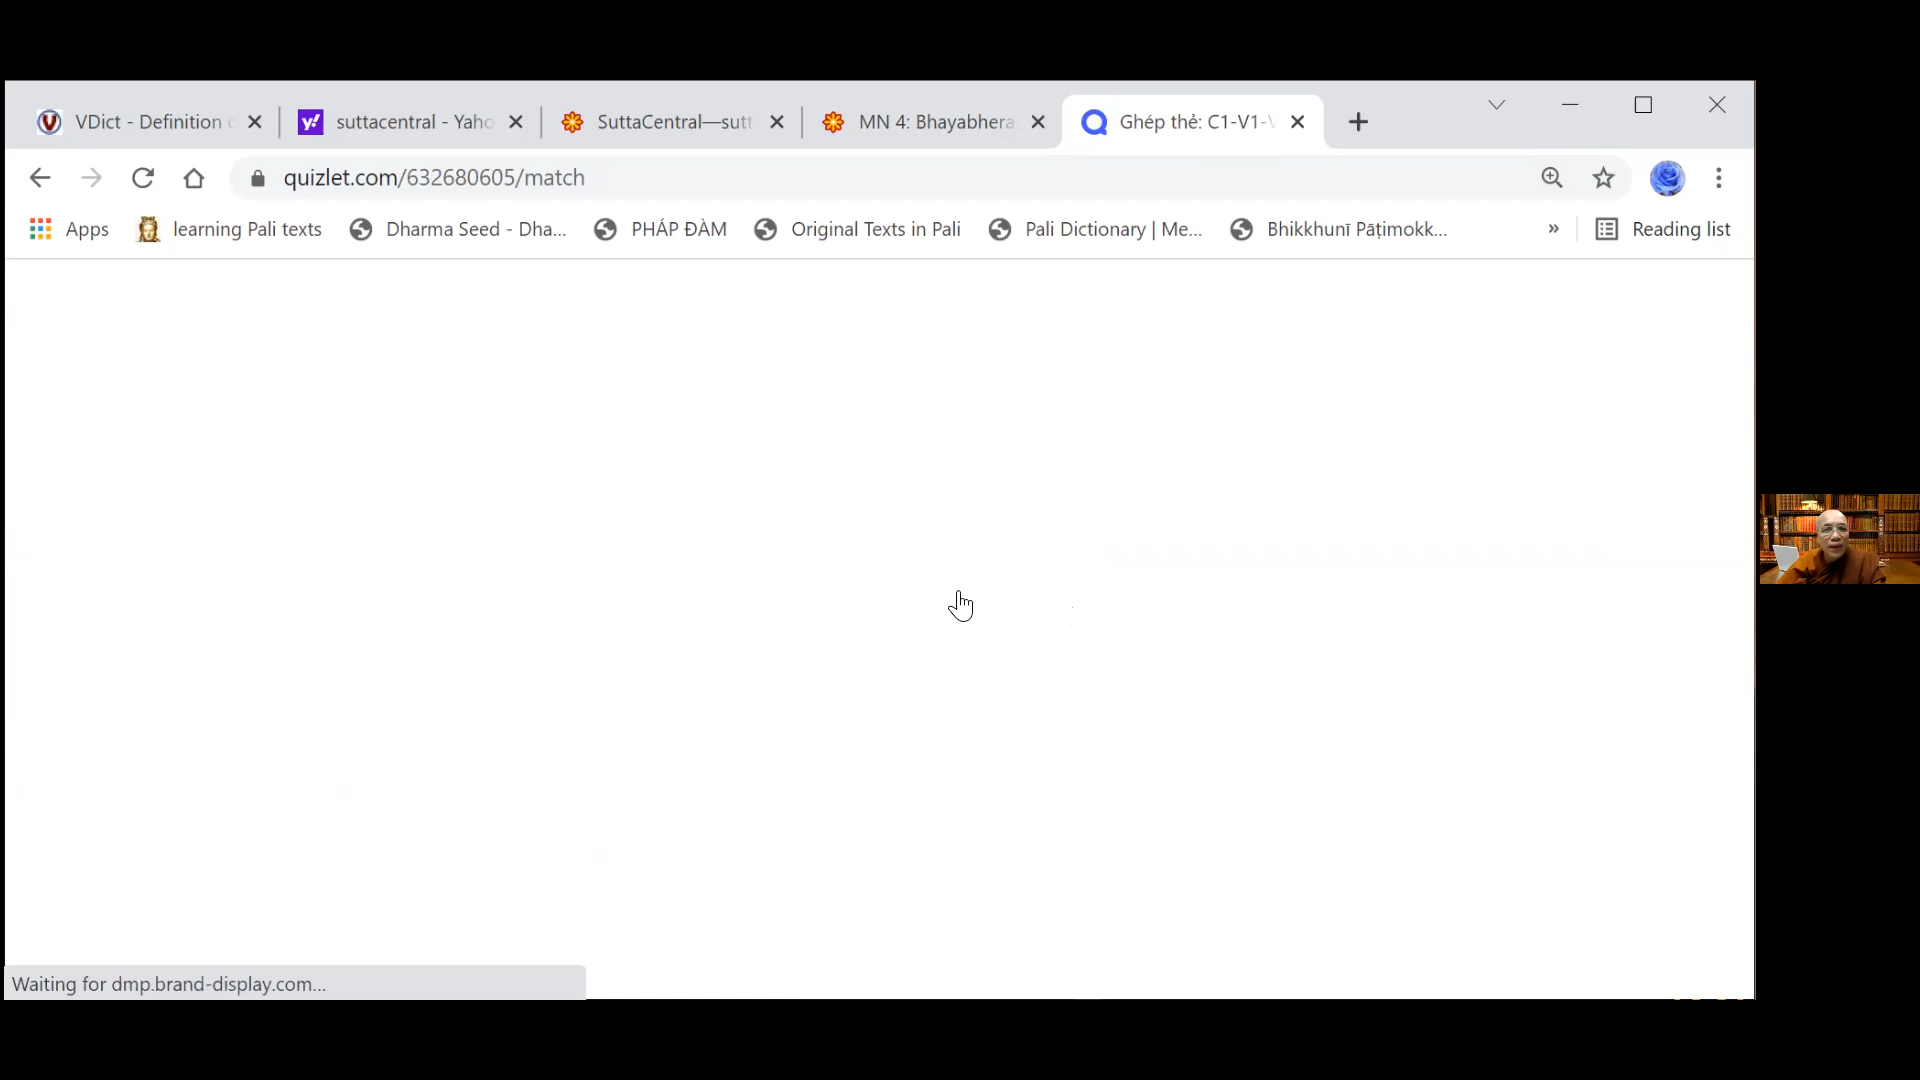 VDict - Definition
suttacentral - Yaho
SuttaCentral—sutt
MN 4: Bhayabhera
Ghép thẻ: C1-V1-V
quizlet.com/632680605/match
Apps
learning Pali texts
Dharma Seed - Dha...
PHÁP ĐÀM
Original Texts in Pali
Pali Dictionary | Me...
Bhikkhunī Pāṭimokk...
»
Reading list
Waiting for dmp.brand-display.com...